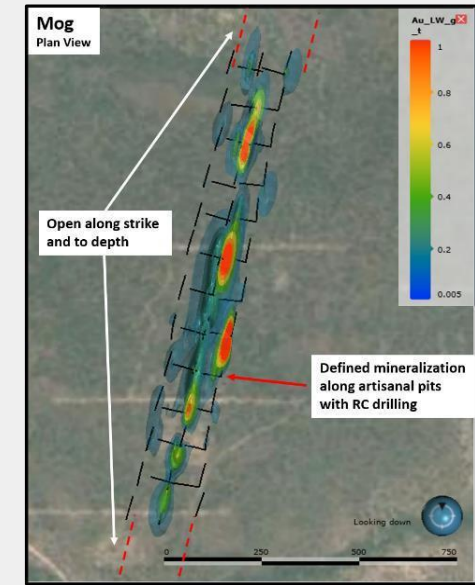 Mog
Plan View
Au_LW_g
_t
1
0.8
0.6
0.4
0.2
0.005
Open along strike
and to depth
Defined mineralization
along artisanal pits
with RC drilling
Looking down
0 250 500 750